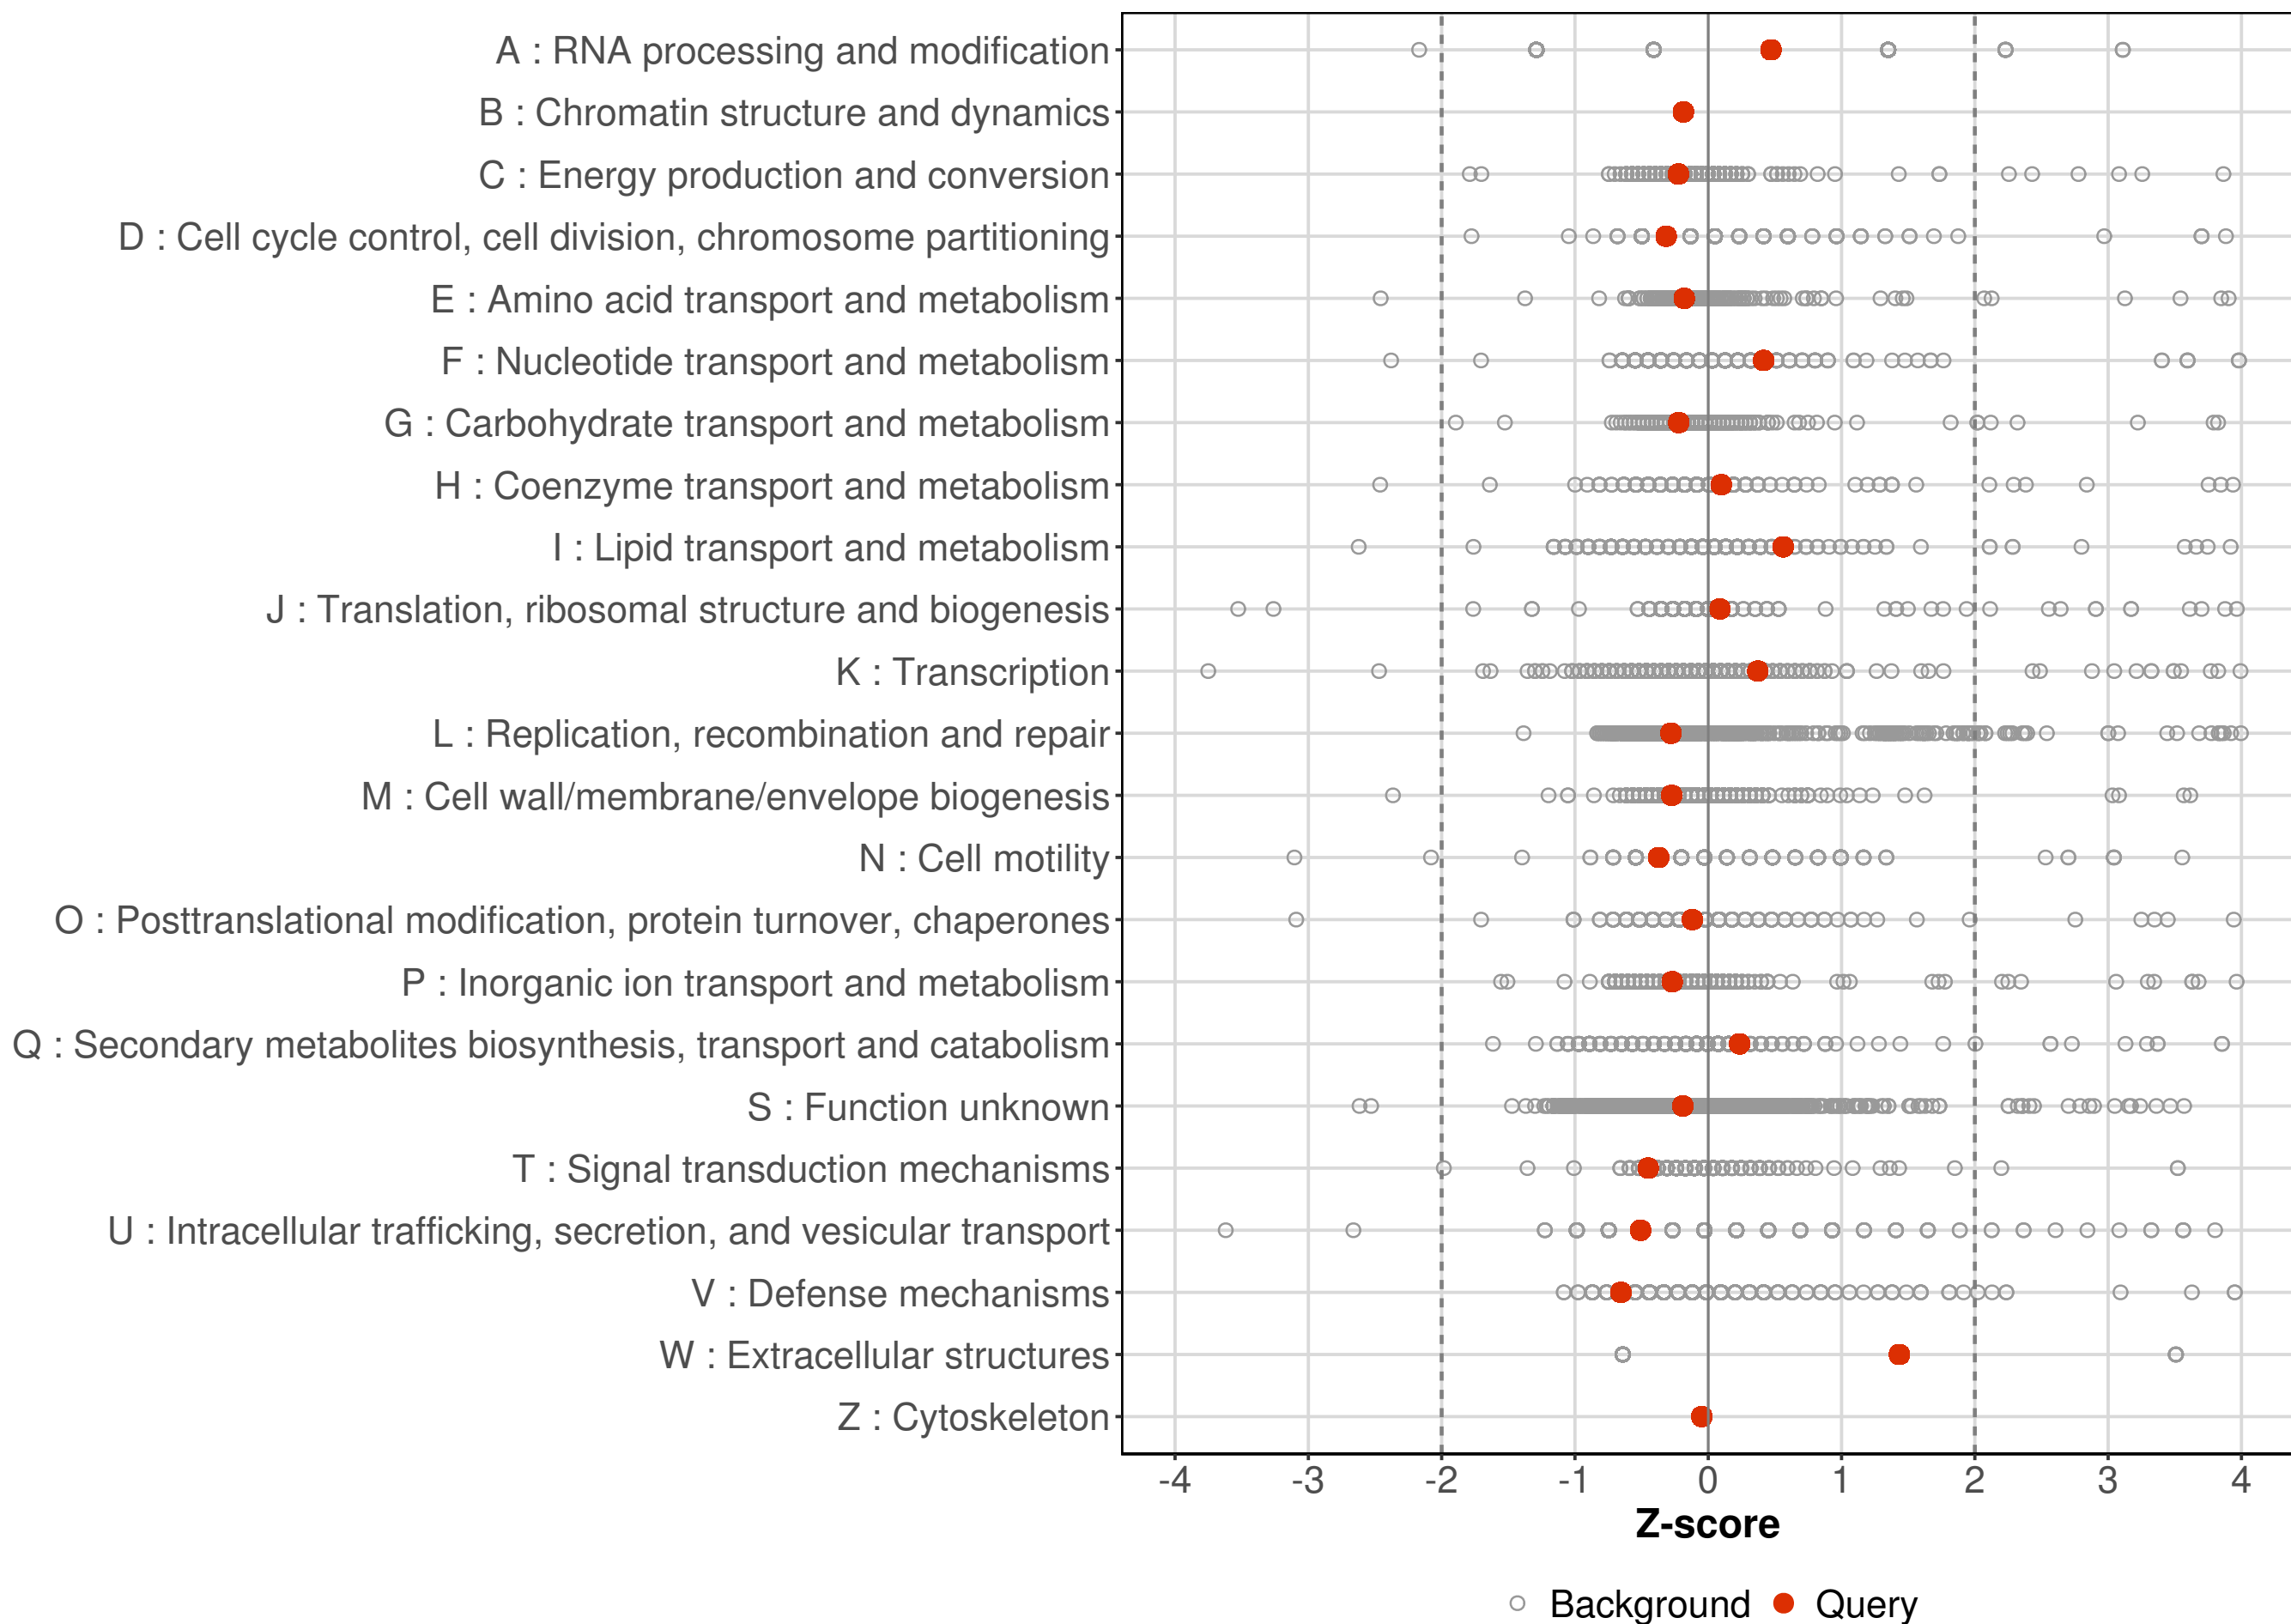 A : RNA processing and modification
B : Chromatin structure and dynamics
C : Energy production and conversion
D : Cell cycle control, cell division, chromosome partitioning
E : Amino acid transport and metabolism
F : Nucleotide transport and metabolism
G : Carbohydrate transport and metabolism
H : Coenzyme transport and metabolism
I : Lipid transport and metabolism
J : Translation, ribosomal structure and biogenesis
K : Transcription
L : Replication, recombination and repair
M : Cell wall/membrane/envelope biogenesis
N : Cell motility
O : Posttranslational modification, protein turnover, chaperones
P : Inorganic ion transport and metabolism
Q : Secondary metabolites biosynthesis, transport and catabolism
S : Function unknown
T : Signal transduction mechanisms
U : Intracellular trafficking, secretion, and vesicular transport
V : Defense mechanisms
W : Extracellular structures
Z : Cytoskeleton
-4 -3 -2 -1 0 1 2 3 4
Z-score
Background Query